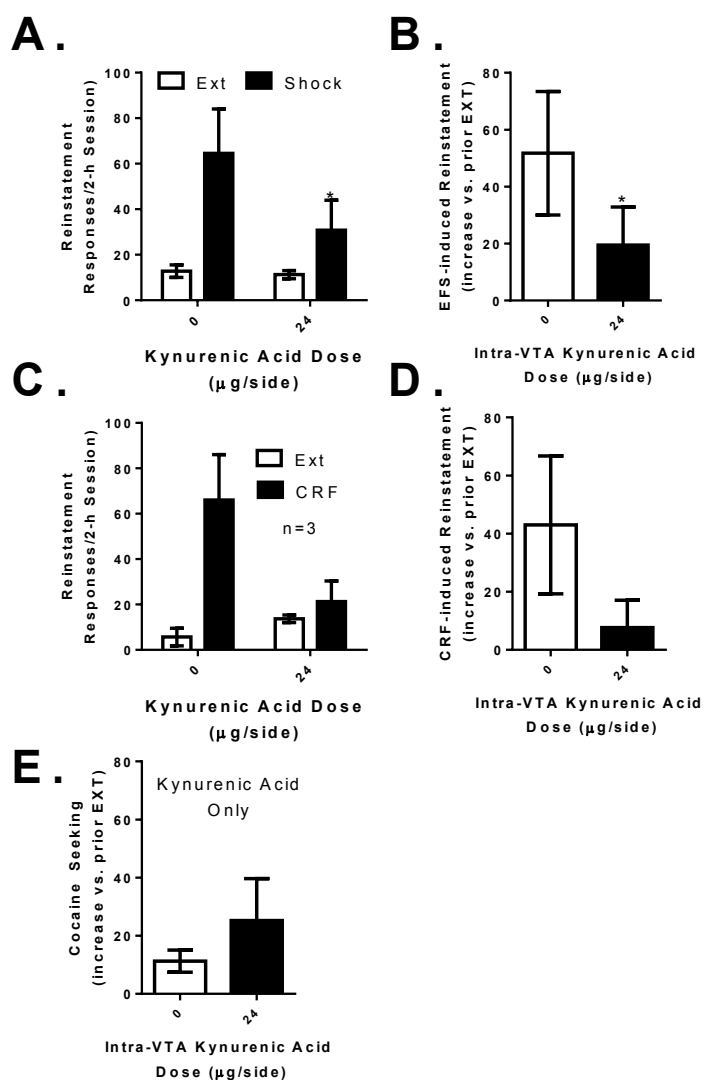 A.
Reinstatement
Responses/2-h Session)
100
80
60
40
20
0
Ext
Shock
*
0
24
Kynurenic Acid Dose
(µg/side)
B.
EFS-induced Reinstatement
(increase vs. prior EXT)
80
60
40
20
0
*
0
24
Intra-VTA Kynurenic Acid
Dose (µg/side)
C.
Reinstatement
Responses/2-h Session)
100
80
60
40
20
0
Ext
CRF
n=3
0
24
Kynurenic Acid Dose
(µg/side)
D.
CRF-induced Reinstatement
(increase vs. prior EXT)
80
60
40
20
0
0
24
Intra-VTA Kynurenic Acid
Dose (µg/side)
E.
Cocaine Seeking
(increase vs. prior EXT)
80
60
40
20
0
Kynurenic Acid
Only
0
24
Intra-VTA Kynurenic Acid
Dose (µg/side)